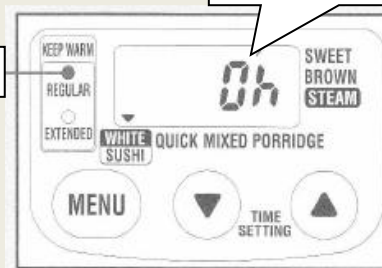 KEEP WARM
REGULAR
EXTENDED
0h
SWEET
BROWN
STEAM
WHITE QUICK MIXED PORRIDGE
SUSHI
MENU
TIME
SETTING